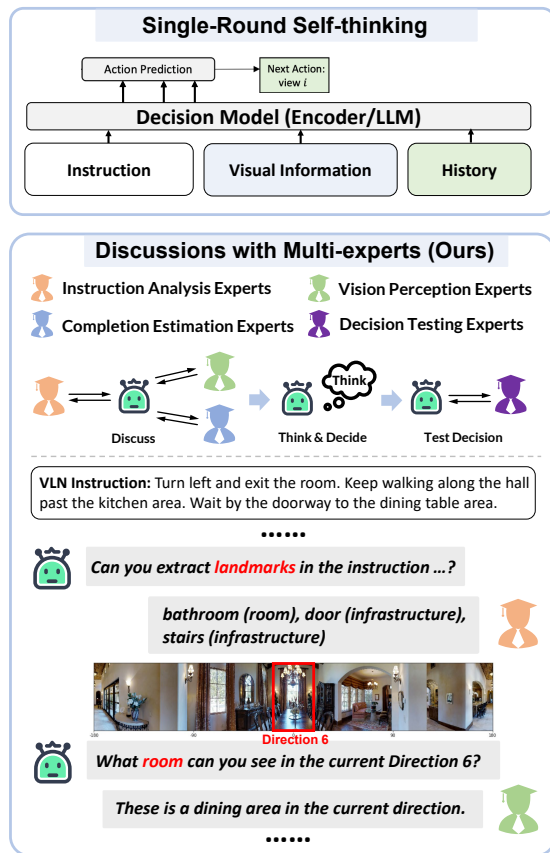 Single-Round Self-thinking
Action Prediction
Next Action:
view i
Decision Model (Encoder/LLM)
Instruction
Visual Information
History
Discussions with Multi-experts (Ours)
Instruction Analysis Experts
Vision Perception Experts
Completion Estimation Experts
Decision Testing Experts
Think
Discuss
Think & Decide
Test Decision
VLN Instruction: Turn left and exit the room. Keep walking along the hall
past the kitchen area. Wait by the doorway to the dining table area.
......
Can you extract landmarks in the instruction ...?
bathroom (room), door (infrastructure),
stairs (infrastructure)
-180 -90 90 180
Direction 6
What room can you see in the current Direction 6?
These is a dining area in the current direction.
......